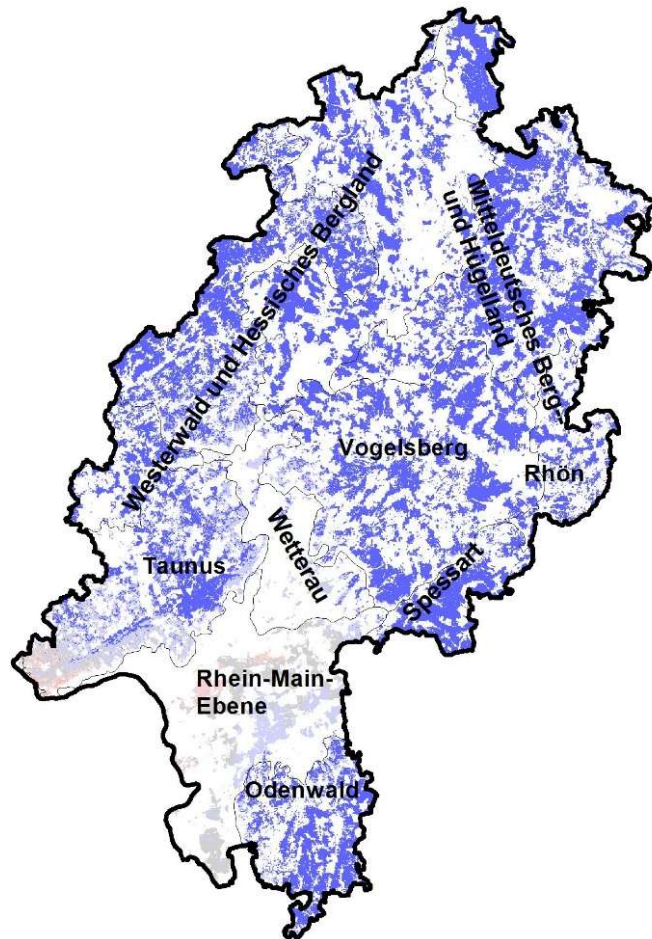 Westerwald und Hessisches Bergland
Mitteldeutsches Berg-
und Hügelland
Vogelsberg
Rhön
Wetterau
Taunus
Spessart
Rhein-Main-
Ebene
Odenwald